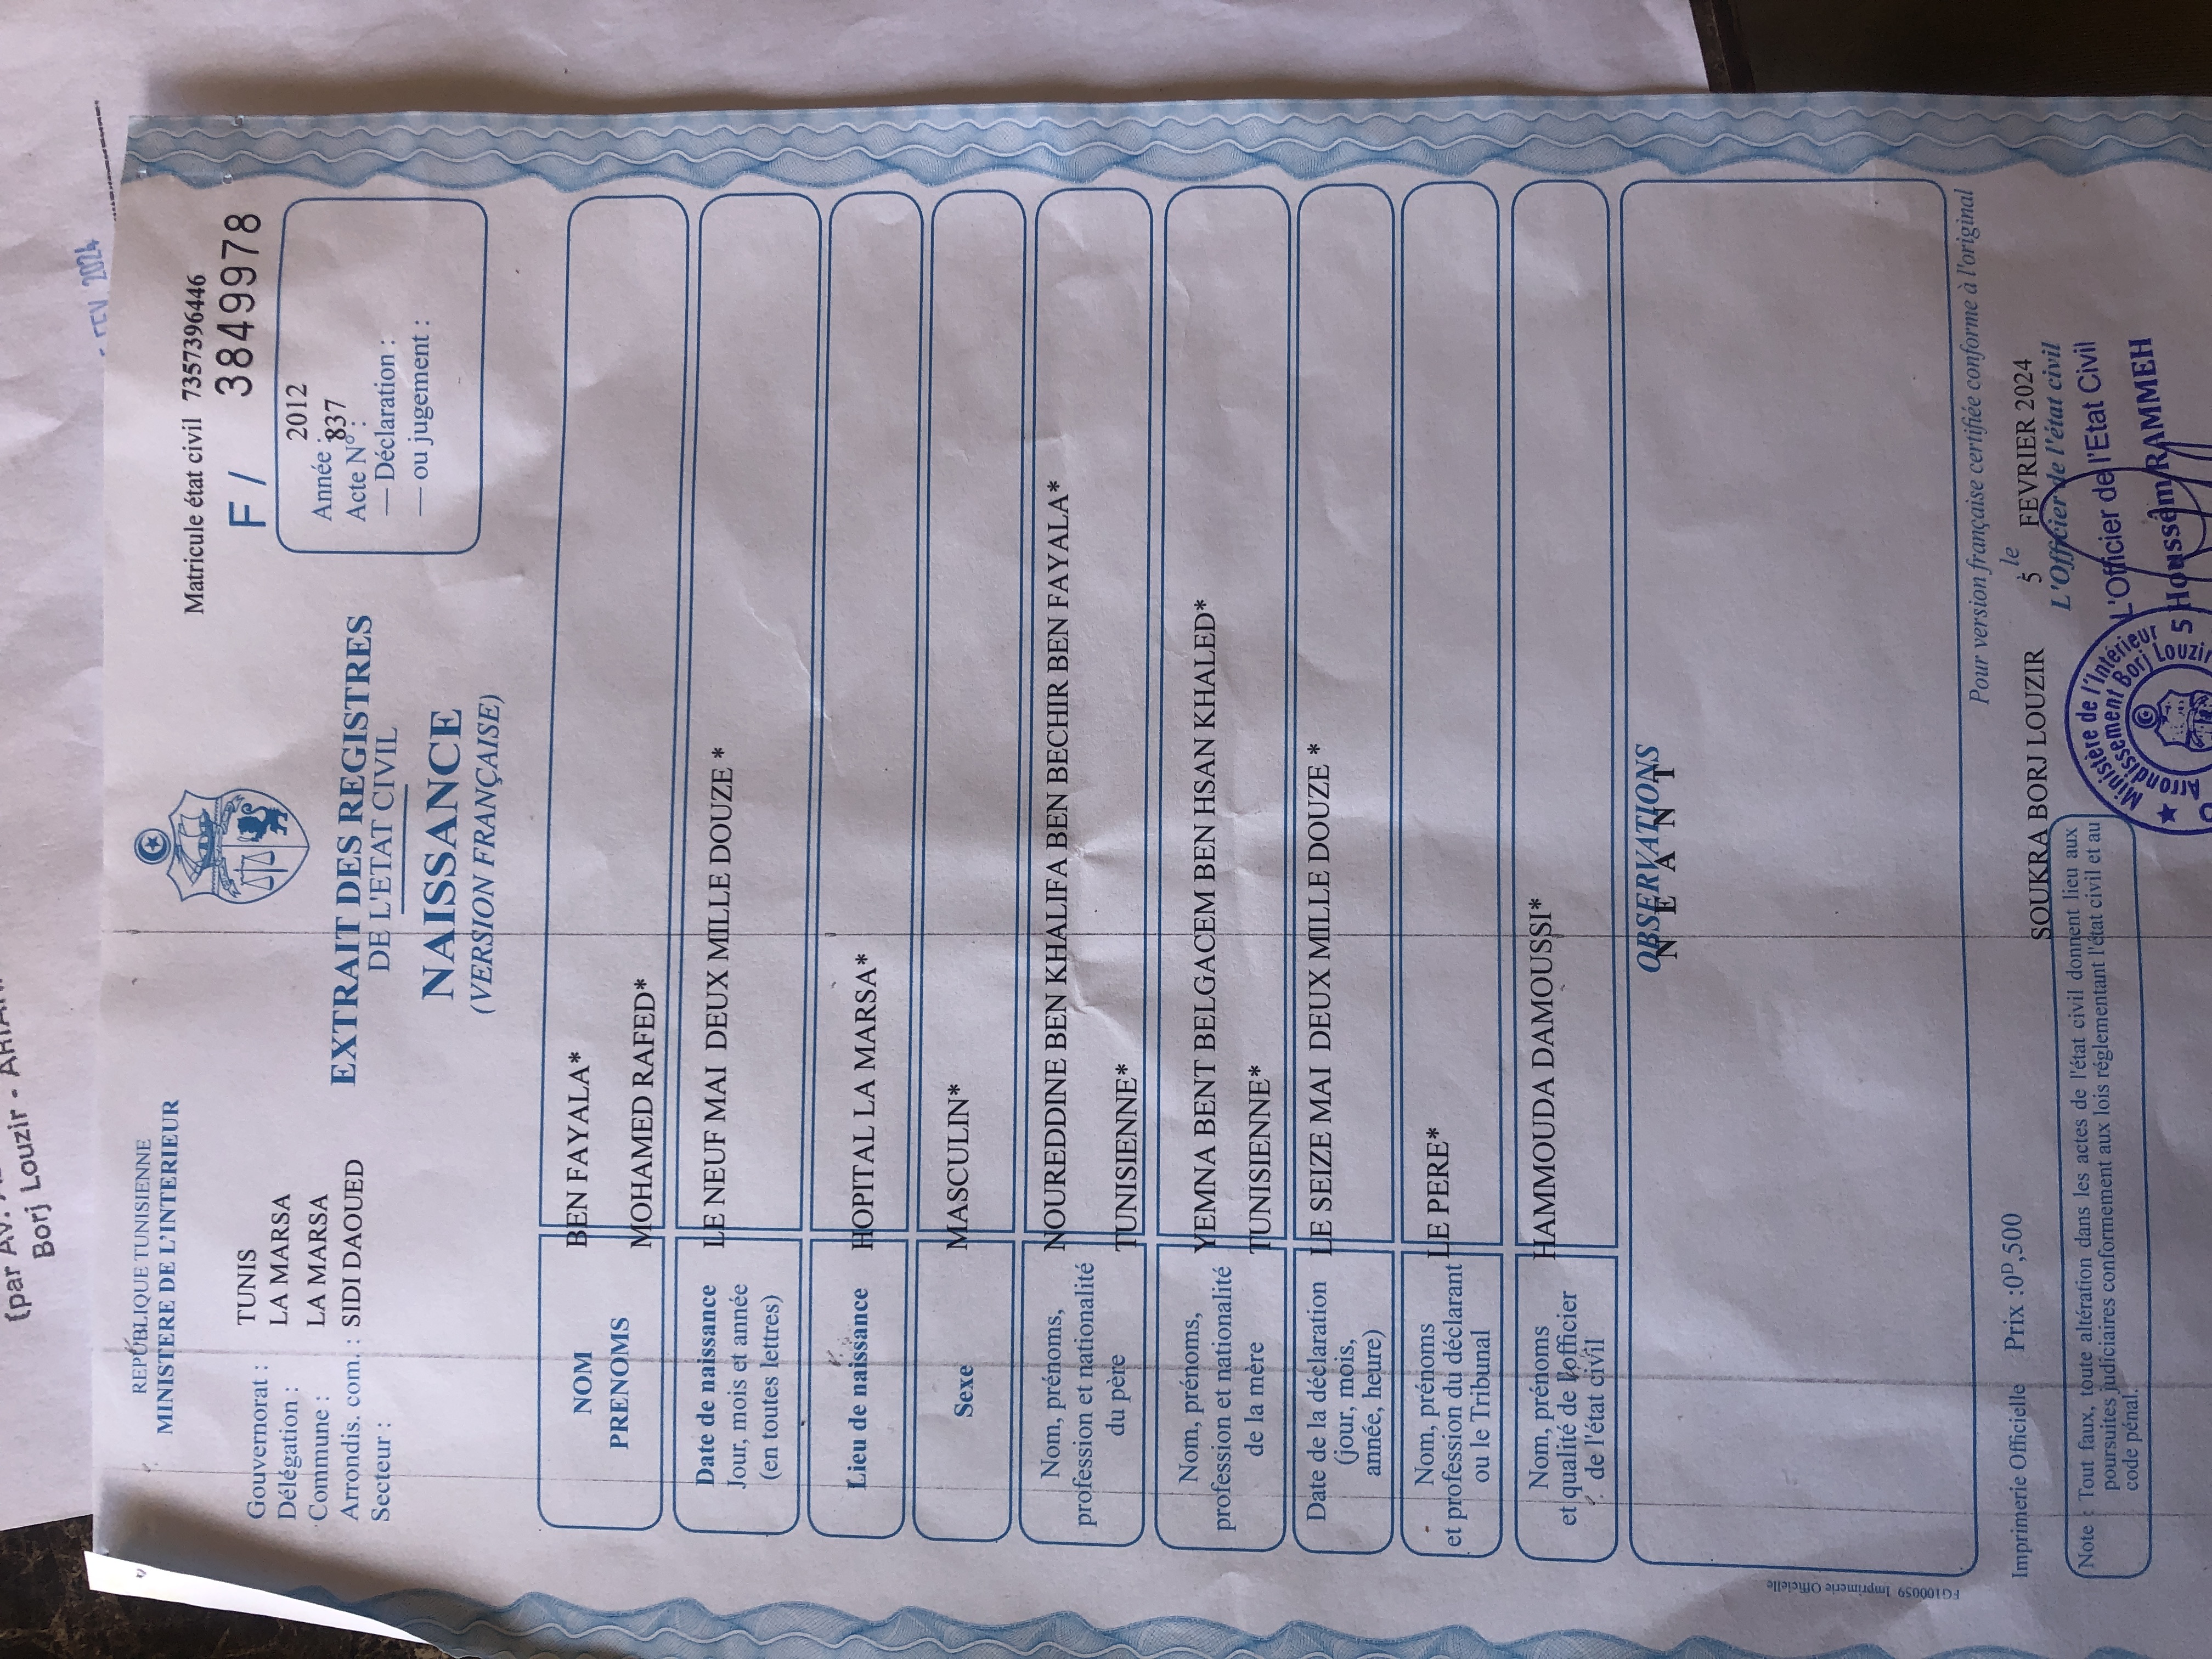 FEV 2024
(par AV.
Borj Louzir -
REPUBLIQUE TUNISIENNE
MINISTERE DE L'INTERIEUR
Matricule état civil 73573964​46
F / 3849978
Gouvernorat : TUNIS
Délégation : LA MARSA
Commune : LA MARSA
Arrondis. com. : SIDI DAOUED
Secteur :
EXTRAIT DES REGISTRES
DE L'ETAT CIVIL
NAISSANCE
(VERSION FRANÇAISE)
Année : 2012
Acte N° : 837
— Déclaration :
— ou jugement :
NOM BEN FAYALA*
PRENOMS MOHAMED RAFED*
Date de naissance LE NEUF MAI DEUX MILLE DOUZE *
Jour, mois et année
(en toutes lettres)
Lieu de naissance HOPITAL LA MARSA*
Sexe MASCULIN*
Nom, prénoms, NOUREDDINE BEN KHALIFA BEN BECHIR BEN FAYALA*
profession et nationalité
du père TUNISIENNE*
Nom, prénoms, YEMNA BENT BELGACEM BEN HSAN KHALED*
profession et nationalité
de la mère TUNISIENNE*
Date de la déclaration LE SEIZE MAI DEUX MILLE DOUZE *
(jour, mois,
année, heure)
Nom, prénoms LE PERE*
et profession du déclarant
ou le Tribunal
Nom, prénoms HAMMOUDA DAMOUSSI*
et qualité de l'officier
de l'état civil
OBSERVATIONS
N E A N T
FG100059 Imprimerie Officielle
Pour version française certifiée conforme à l'original
Imprimerie Officielle Prix :0ᴰ,500
SOUKRA BORJ LOUZIR le 5 FEVRIER 2024
L'Officier de l'état civil
L'Officier de l'Etat Civil
5 Houssem RAMMEH
Ministère de l'Intérieur
Arrondissement Borj Louzir
Note : Tout faux, toute altération dans les actes de l'état civil donnent lieu aux
poursuites judiciaires conformement aux lois réglementant l'état civil et au
code pénal.